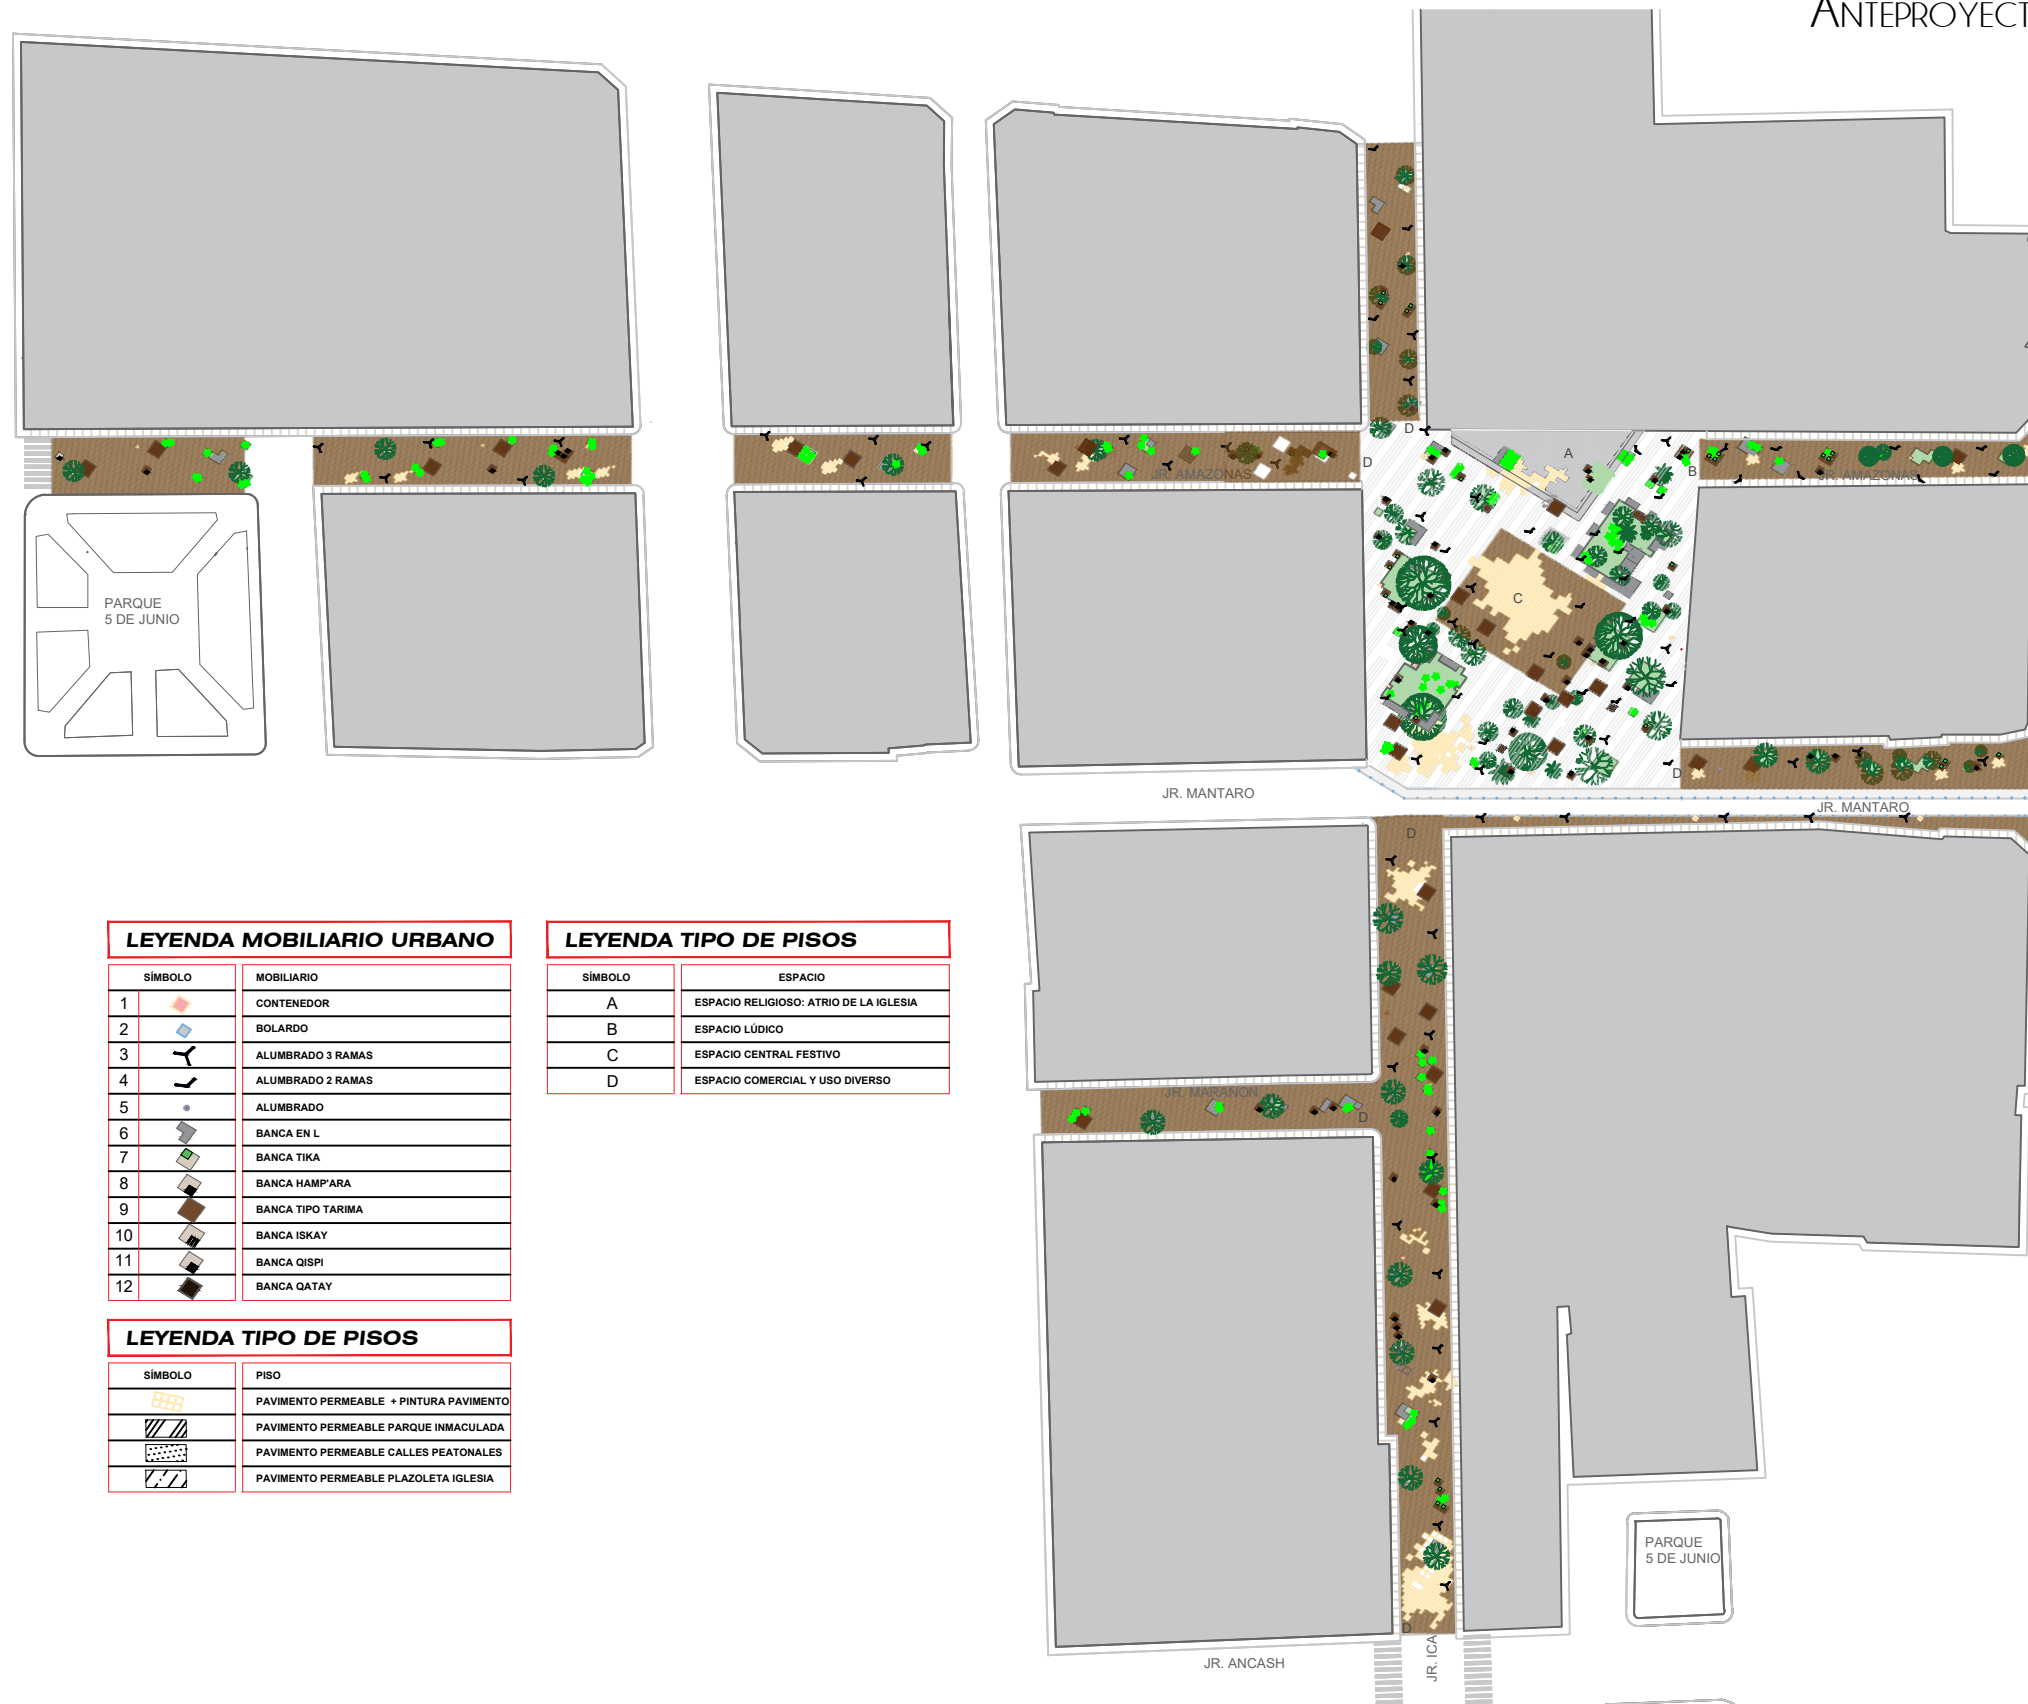 ANTEPROYECT
A
D
D
B
JR. AMAZONAS
JR. AMAZONAS
C
PARQUE
5 DE JUNIO
D
JR. MANTARO
JR. MANTARO
D
LEYENDA MOBILIARIO URBANO
SÍMBOLO MOBILIARIO
1 CONTENEDOR
2 BOLARDO
3 ALUMBRADO 3 RAMAS
4 ALUMBRADO 2 RAMAS
5 ALUMBRADO
6 BANCA EN L
7 BANCA TIKA
8 BANCA HAMP'ARA
9 BANCA TIPO TARIMA
10 BANCA ISKAY
11 BANCA QISPI
12 BANCA QATAY
LEYENDA TIPO DE PISOS
SÍMBOLO ESPACIO
A ESPACIO RELIGIOSO: ATRIO DE LA IGLESIA
B ESPACIO LÚDICO
C ESPACIO CENTRAL FESTIVO
D ESPACIO COMERCIAL Y USO DIVERSO
JR. MARAÑON
D
LEYENDA TIPO DE PISOS
SÍMBOLO PISO
PAVIMENTO PERMEABLE + PINTURA PAVIMENTO
PAVIMENTO PERMEABLE PARQUE INMACULADA
PAVIMENTO PERMEABLE CALLES PEATONALES
PAVIMENTO PERMEABLE PLAZOLETA IGLESIA
PARQUE
5 DE JUNIO
D
JR. ANCASH
JR. ICA